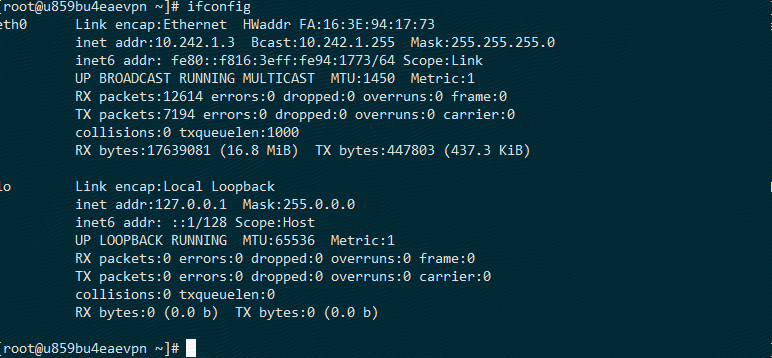 [root@u859bu4eaevpn ~]# ifconfig
eth0 Link encap:Ethernet HWaddr FA:16:3E:94:17:73
inet addr:10.242.1.3 Bcast:10.242.1.255 Mask:255.255.255.0
inet6 addr: fe80::f816:3eff:fe94:1773/64 Scope:Link
UP BROADCAST RUNNING MULTICAST MTU:1450 Metric:1
RX packets:12614 errors:0 dropped:0 overruns:0 frame:0
TX packets:7194 errors:0 dropped:0 overruns:0 carrier:0
collisions:0 txqueuelen:1000
RX bytes:17639081 (16.8 MiB) TX bytes:447803 (437.3 KiB)
lo Link encap:Local Loopback
inet addr:127.0.0.1 Mask:255.0.0.0
inet6 addr: ::1/128 Scope:Host
UP LOOPBACK RUNNING MTU:65536 Metric:1
RX packets:0 errors:0 dropped:0 overruns:0 frame:0
TX packets:0 errors:0 dropped:0 overruns:0 carrier:0
collisions:0 txqueuelen:0
RX bytes:0 (0.0 b) TX bytes:0 (0.0 b)
[root@u859bu4eaevpn ~]#